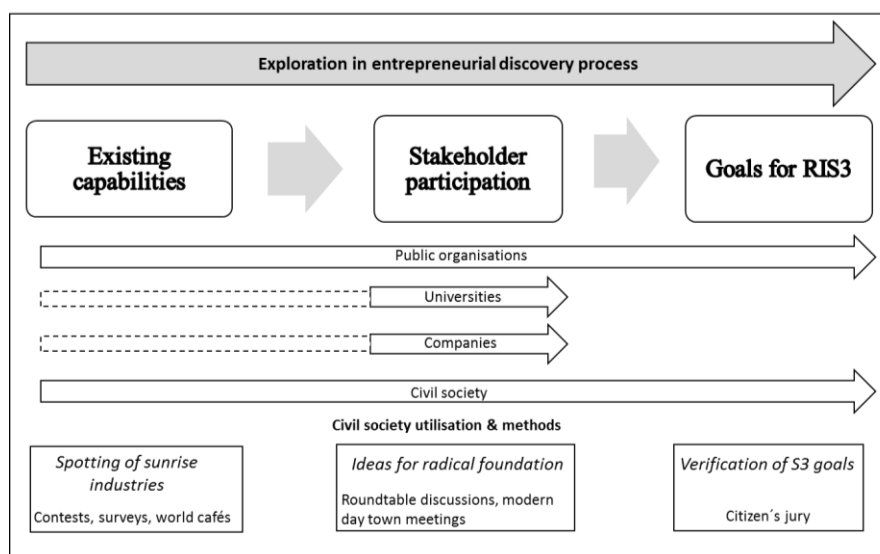 Exploration in entrepreneurial discovery process
Existing
capabilities
Stakeholder
participation
Goals for RIS3
Public organisations
Universities
Companies
Civil society
Civil society utilisation & methods
Spotting of sunrise
industries
Contests, surveys, world cafés
Ideas for radical foundation
Roundtable discussions, modern
day town meetings
Verification of S3 goals
Citizen´s jury